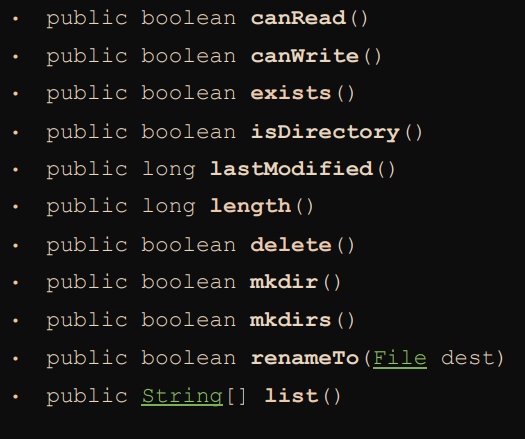 • public boolean canRead()
• public boolean canWrite()
• public boolean exists()
• public boolean isDirectory()
• public long lastModified()
• public long length()
• public boolean delete()
• public boolean mkdir()
• public boolean mkdirs()
• public boolean renameTo(File dest)
• public String[] list()